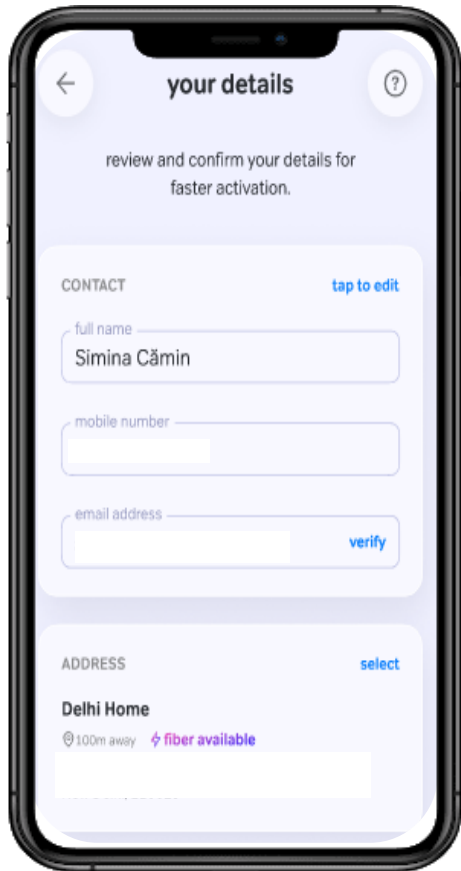 your details
review and confirm your details for
faster activation.
CONTACT
tap to edit
full name
Simina Cămin
mobile number
email address
verify
ADDRESS
select
Delhi Home
100m away
fiber available